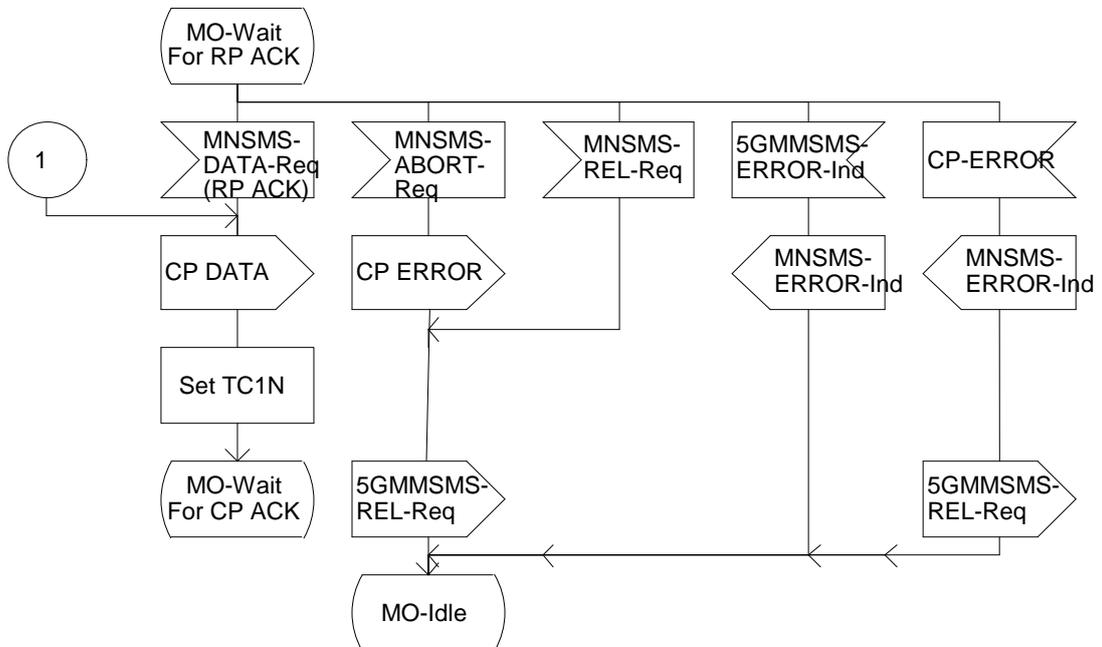 MO-Wait
For RP ACK
1
MNSMS-
DATA-Req
(RP ACK)
MNSMS-
ABORT-
Req
MNSMS-
REL-Req
5GMMSMS-
ERROR-Ind
CP-ERROR
CP DATA
CP ERROR
MNSMS-
ERROR-Ind
MNSMS-
ERROR-Ind
Set TC1N
MO-Wait
For CP ACK
5GMMSMS-
REL-Req
5GMMSMS-
REL-Req
MO-Idle